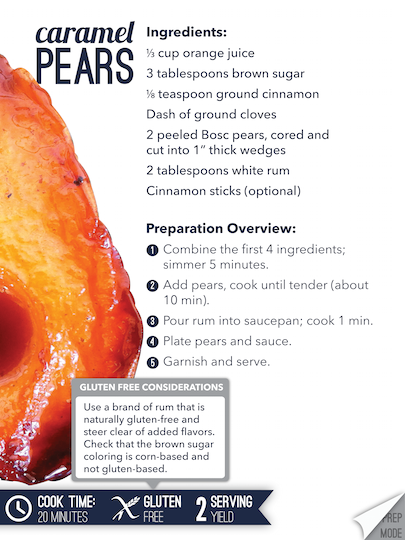 caramel
PEARS
Ingredients:
⅓ cup orange juice
3 tablespoons brown sugar
⅛ teaspoon ground cinnamon
Dash of ground cloves
2 peeled Bosc pears, cored and
cut into 1” thick wedges
2 tablespoons white rum
Cinnamon sticks (optional)
Preparation Overview:
1 Combine the first 4 ingredients;
simmer 5 minutes.
2 Add pears, cook until tender (about
10 min).
3 Pour rum into saucepan; cook 1 min.
4 Plate pears and sauce.
5 Garnish and serve.
GLUTEN FREE CONSIDERATIONS
Use a brand of rum that is
naturally gluten-free and
steer clear of added flavors.
Check that the brown sugar
coloring is corn-based and
not gluten-based.
COOK TIME:
20 MINUTES
GLUTEN
FREE
2 SERVING
YIELD
PREP
MODE